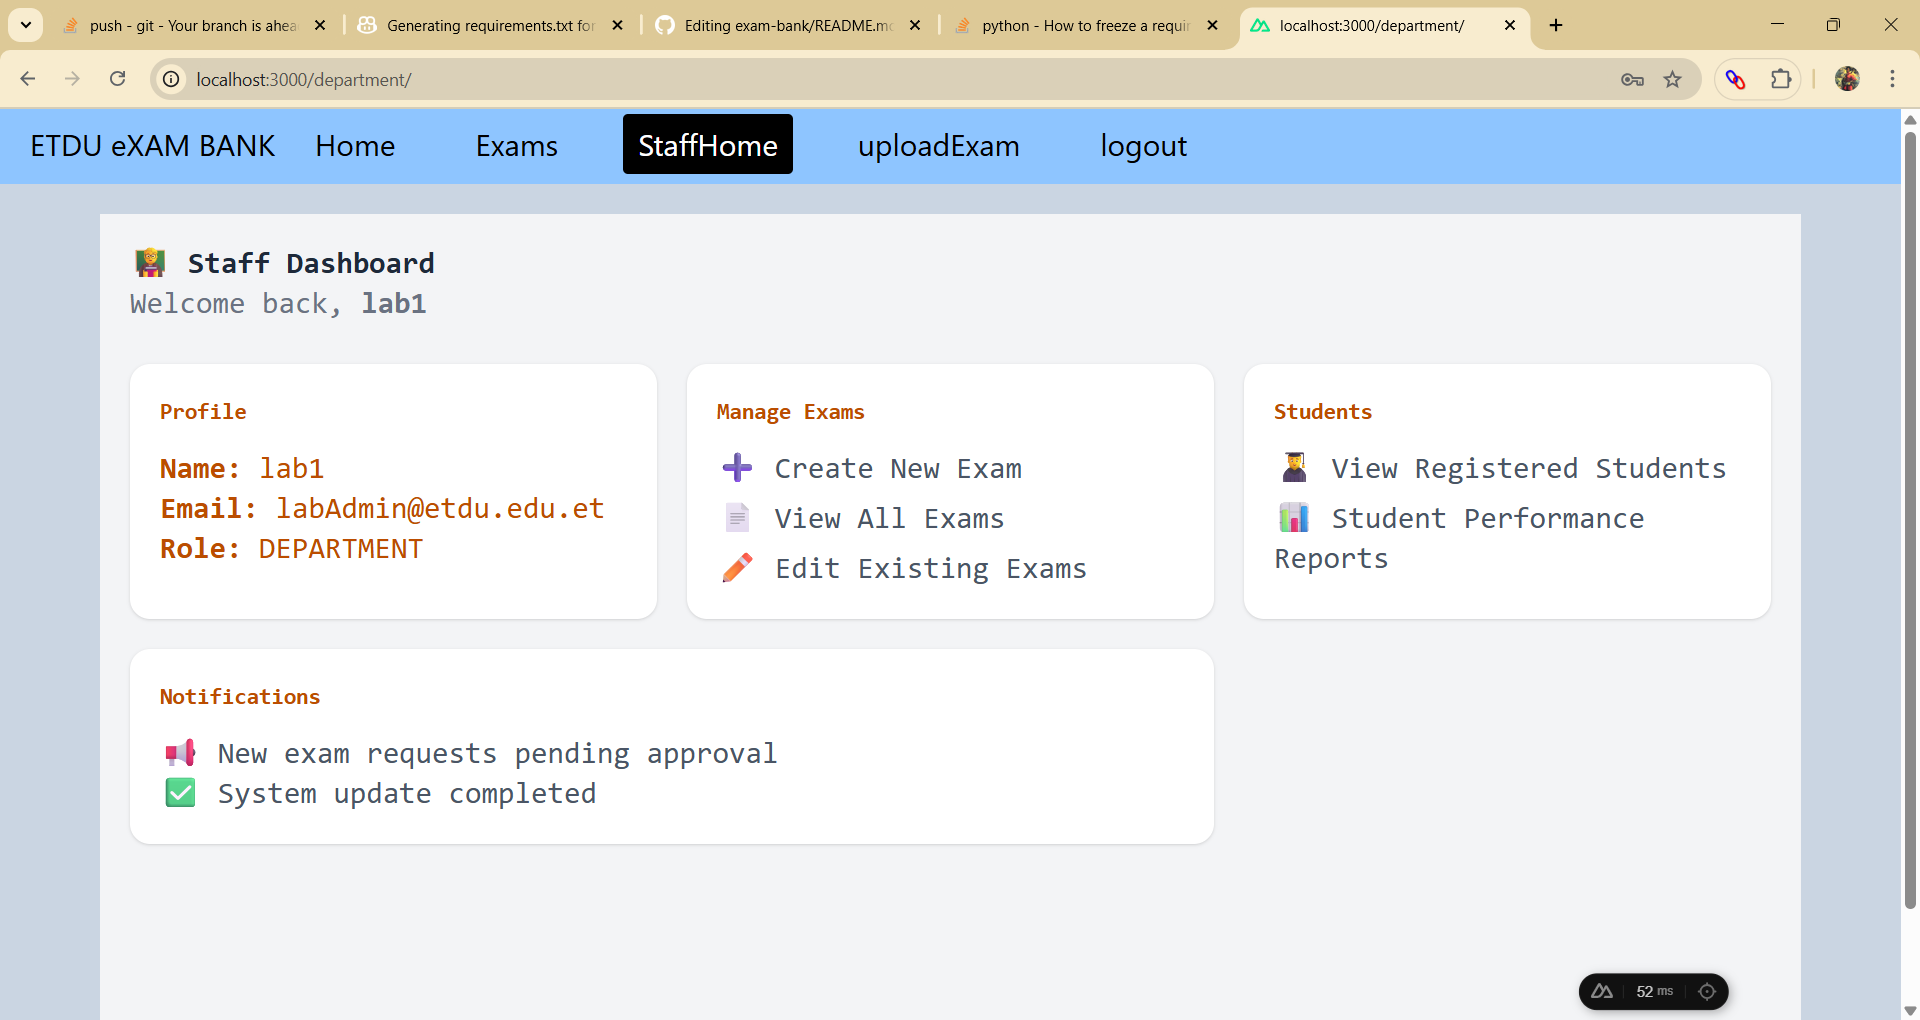 push - git - Your branch is ahea
Generating requirements.txt for
Editing exam-bank/README.md
python - How to freeze a requir
localhost:3000/department/
localhost:3000/department/
ETDU eXAM BANK
Home
Exams
StaffHome
uploadExam
logout
Staff Dashboard
Welcome back, lab1
Profile
Name: lab1
Email: labAdmin@etdu.edu.et
Role: DEPARTMENT
Manage Exams
Create New Exam
View All Exams
Edit Existing Exams
Students
View Registered Students
Student Performance
Reports
Notifications
New exam requests pending approval
System update completed
52 ms